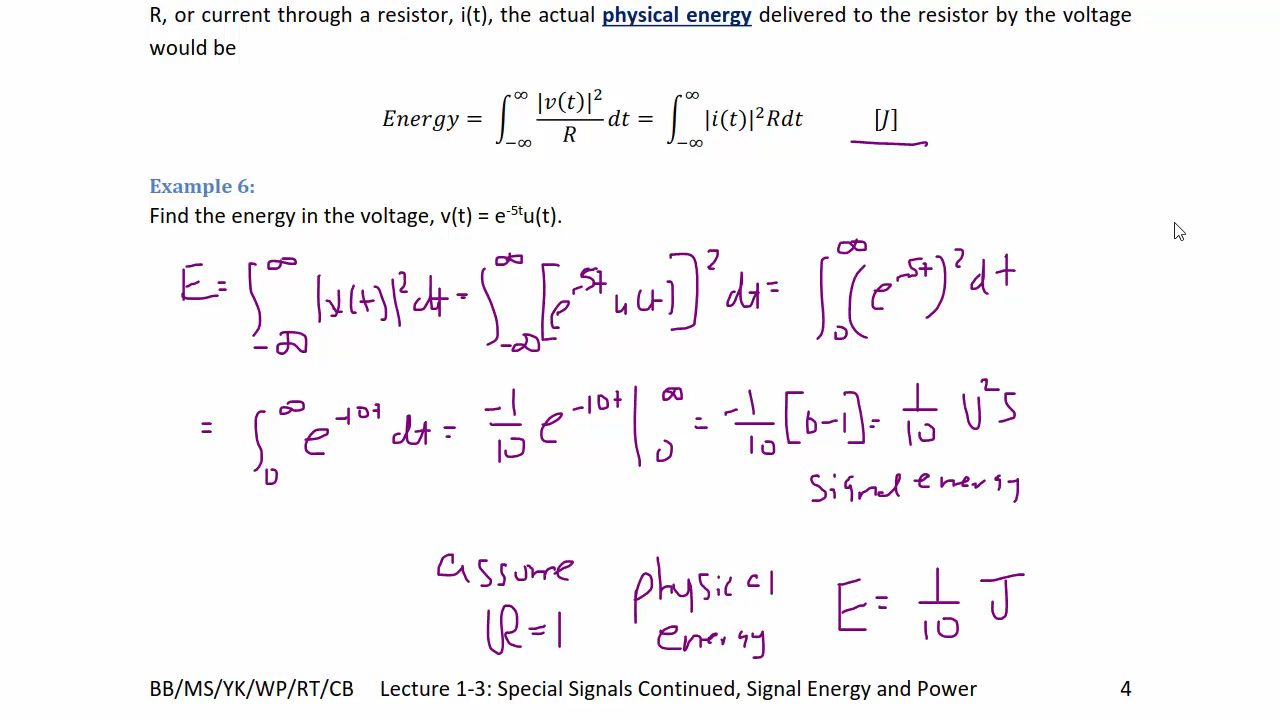 R, or current through a resistor, i(t), the actual physical energy delivered to the resistor by the voltage
would be
Energy = ∫_{-∞}^{∞} |v(t)|²/R dt = ∫_{-∞}^{∞} |i(t)|² R dt [J]
Example 6:
Find the energy in the voltage, v(t) = e^{-5t}u(t).
E = ∫_{-∞}^{∞} |v(t)|² dt = ∫_{-∞}^{∞} [e^{-5t} u(t)]² dt = ∫_0^∞ (e^{-5t})² dt
= ∫_0^∞ e^{-10t} dt = -1/10 e^{-10t} |_0^∞ = -1/10 [0-1] = 1/10 V²s
signal energy
assume physical
R=1 energy E = 1/10 J
BB/MS/YK/WP/RT/CB Lecture 1-3: Special Signals Continued, Signal Energy and Power 4